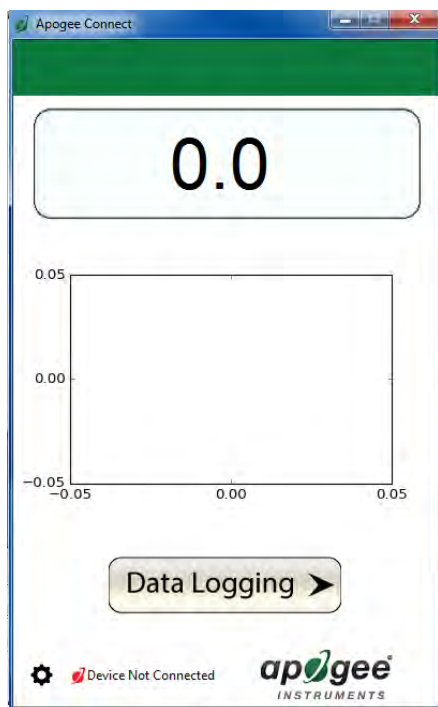 Apogee Connect
0.0
0.05
0.00
−0.05
−0.05 0.00 0.05
Data Logging
Device Not Connected
apogee
INSTRUMENTS